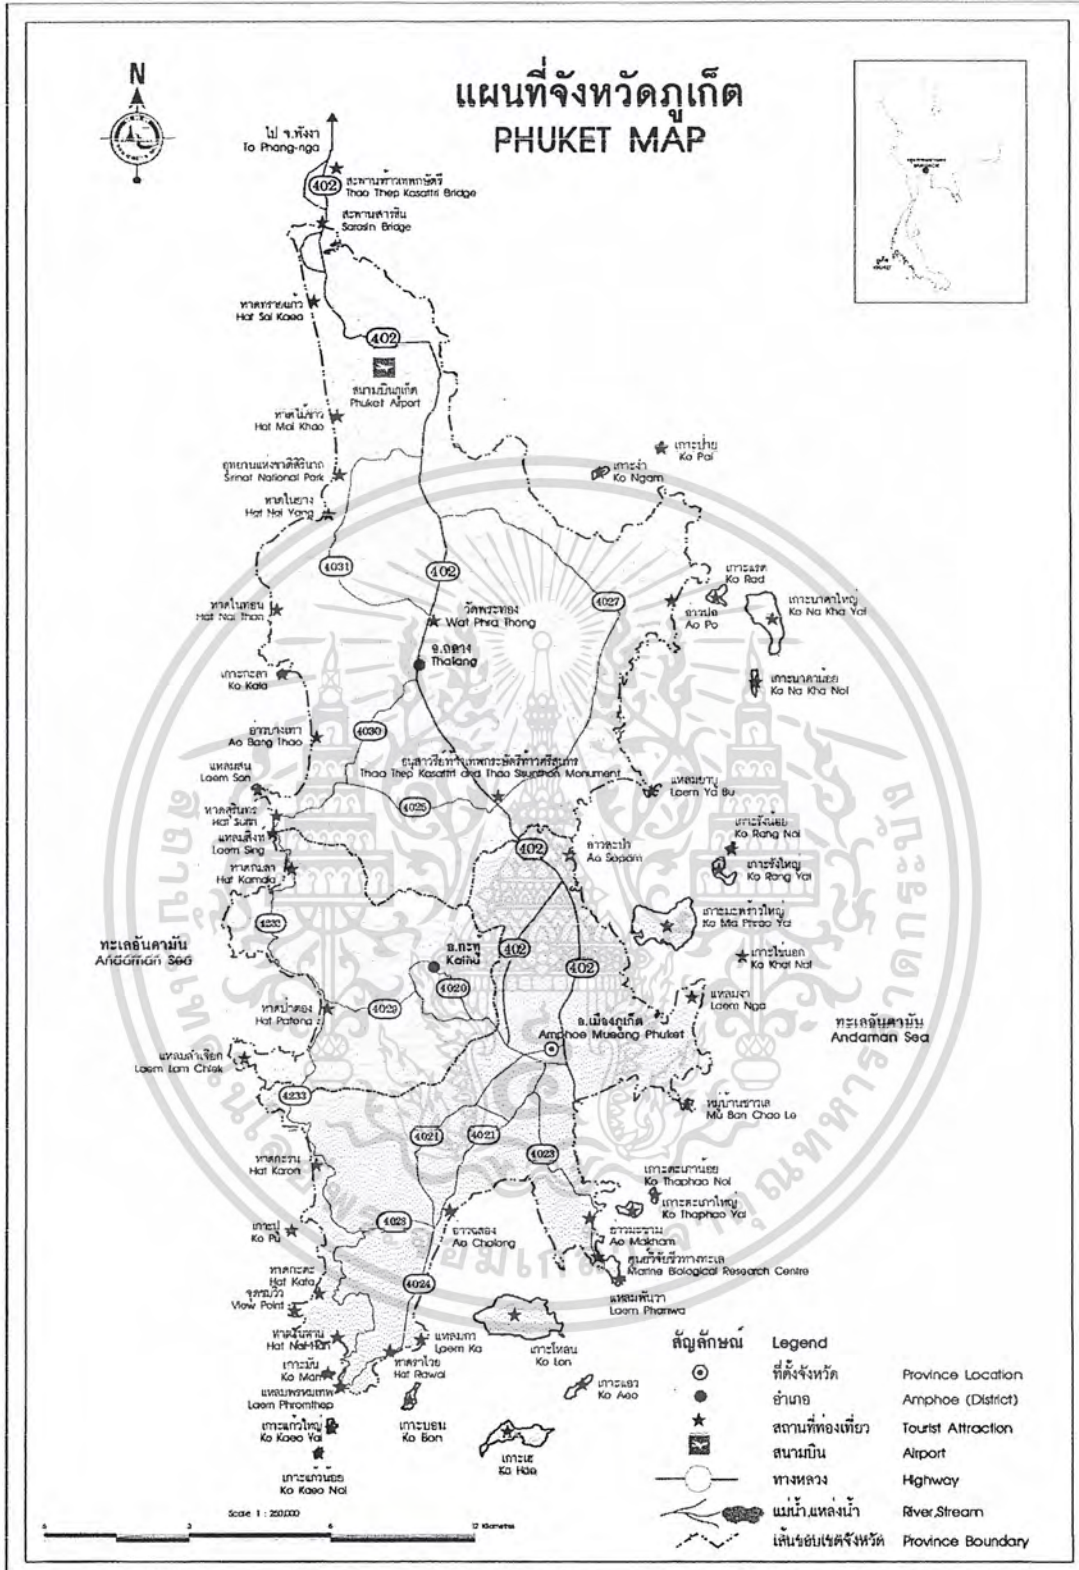 แผนที่จังหวัดภูเก็ต
PHUKET MAP
N
ไป จ.พังงา
To Phang-nga
402
สะพานท้าวเทพกษัตรี
Thao Thep Kasattri Bridge
สะพานสารสิน
Sarasin Bridge
หาดทรายแก้ว
Hat Sai Kaea
402
สนามบินภูเก็ต
Phuket Airport
หาดไม้ขาว
Hat Mai Khao
อุทยานแห่งชาติสิรินาถ
Sirinat National Park
หาดในยาง
Hat Nai Yang
เกาะป่าย
Ko Pai
เกาะงำ
Ko Ngam
4031
402
4027
เกาะแรด
Ko Rad
เกาะนาคาใหญ่
Ko Na Kha Yai
อ่าวปอ
Ao Po
หาดในทอน
Hat Nai Thon
วัดพระทอง
Wat Phra Thong
อ.ถลาง
Thalang
เกาะกะลา
Ko Kala
เกาะนาคาน้อย
Ko Na Kha Noi
อ่าวบางเทา
Ao Bang Thao
4030
อนุสาวรีย์ท้าวเทพกระษัตรีท้าวศรีสุนทร
Thao Thep Kasattri and Thao Sisunthon Monument
แหลมสน
Laem Son
4025
แหลมยาบู
Laem Ya Bu
หาดสุรินทร์
Hat Surin
แหลมสิงห์
Laem Sing
หาดกมลา
Hat Kamala
402
อ่าวสะปำ
Ao Sapam
เกาะรังน้อย
Ko Rang Noi
เกาะรังใหญ่
Ko Rang Yai
เกาะมะพร้าวใหญ่
Ko Ma Phrao Yai
4233
ทะเลอันดามัน
Andaman Sea
อ.กะทู้
Kathu
402
402
เกาะไข่นอก
Ko Khai Nai
4020
4029
หาดป่าตอง
Hat Patong
แหลมงา
Laem Nga
อ.เมืองภูเก็ต
Amphoe Mueang Phuket
ทะเลอันดามัน
Andaman Sea
แหลมลำเจียก
Laem Lam Chiek
4233
หมู่บ้านชาวเล
Mu Ban Chao Le
4021
4021
4023
หาดกะรน
Hat Karon
เกาะตะเภาน้อย
Ko Thaphao Noi
เกาะตะเภาใหญ่
Ko Thaphao Yai
เกาะปู
Ko Pu
4028
อ่าวฉลอง
Ao Chalong
อ่าวมะขาม
Ao Makham
ศูนย์วิจัยชีวทางทะเล
Marine Biological Research Centre
แหลมพันวา
Laem Phanwa
หาดกะตะ
Hat Kata
4024
จุดชมวิว
View Point
หาดในหาน
Hat Nai Han
เกาะมัน
Ko Man
แหลมพรหมเทพ
Laem Phromthep
แหลมกา
Laem Ka
หาดราไวย
Hat Rawai
เกาะโหลน
Ko Lon
เกาะแอว
Ko Aeo
เกาะแก้วใหญ่
Ko Kaeo Yai
เกาะแก้วน้อย
Ko Kaeo Noi
เกาะบอน
Ko Bon
เกาะเฮ
Ko Hae
สัญลักษณ์ Legend
ที่ตั้งจังหวัด Province Location
อำเภอ Amphoe (District)
สถานที่ท่องเที่ยว Tourist Attraction
สนามบิน Airport
ทางหลวง Highway
แม่น้ำ,แหล่งน้ำ River,Stream
เส้นขอบเขตจังหวัด Province Boundary
Scale 1 : 250,000
12 Kilometres